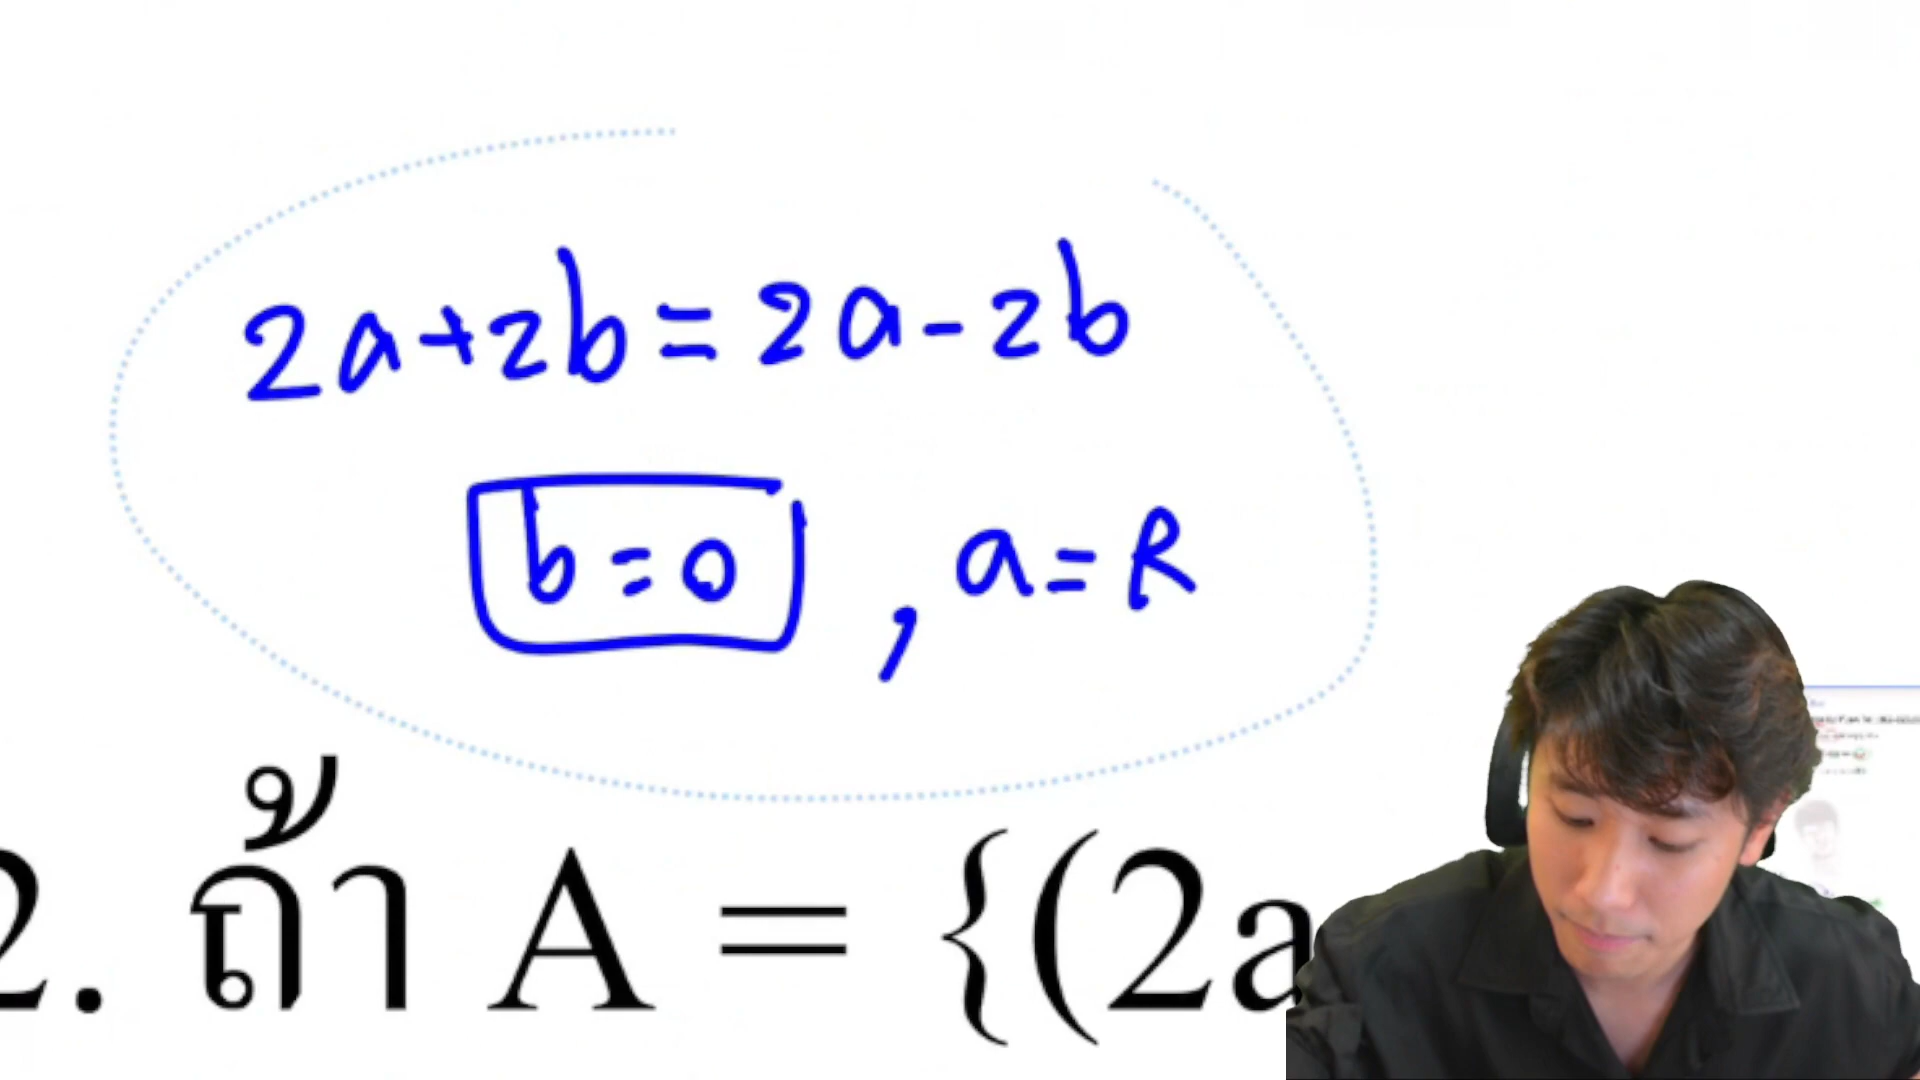 2a+2b=2a-2b
b=0 , a=R
2. ถ้า A = {(2a